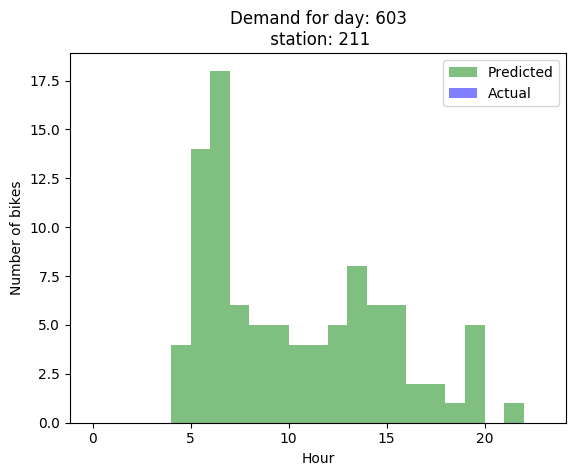 Demand for day: 603
station: 211
Predicted
Actual
Number of bikes
17.5
15.0
12.5
10.0
7.5
5.0
2.5
0.0
0
5
10
15
20
Hour